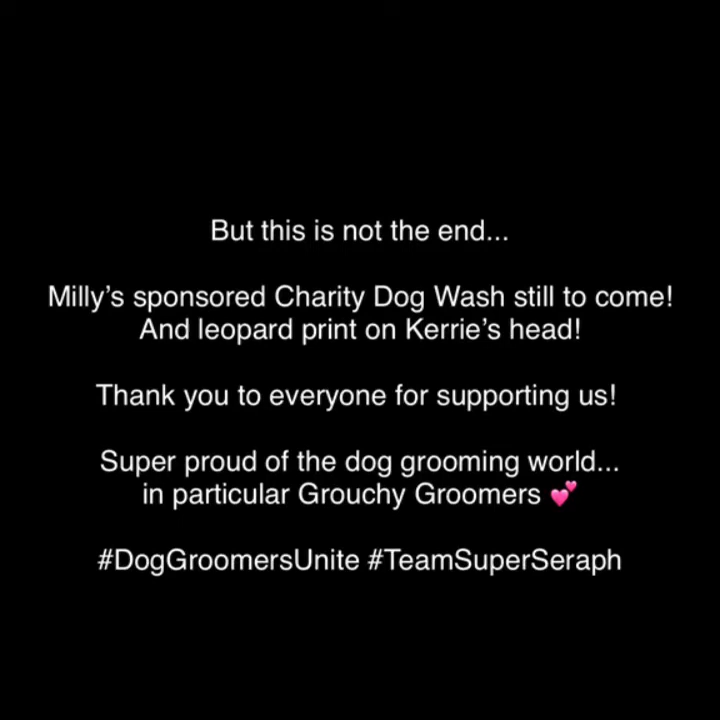 But this is not the end...
Milly’s sponsored Charity Dog Wash still to come!
And leopard print on Kerrie’s head!
Thank you to everyone for supporting us!
Super proud of the dog grooming world...
in particular Grouchy Groomers 💕
#DogGroomersUnite #TeamSuperSeraph